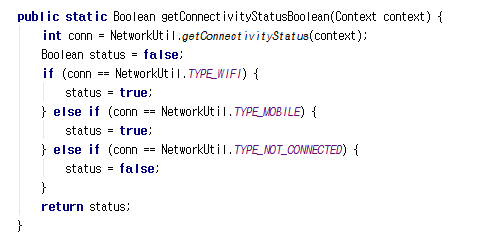 public static Boolean getConnectivityStatusBoolean(Context context) {
    int conn = NetworkUtil.getConnectivityStatus(context);
    Boolean status = false;
    if (conn == NetworkUtil.TYPE_WIFI) {
        status = true;
    } else if (conn == NetworkUtil.TYPE_MOBILE) {
        status = true;
    } else if (conn == NetworkUtil.TYPE_NOT_CONNECTED) {
        status = false;
    }
    return status;
}